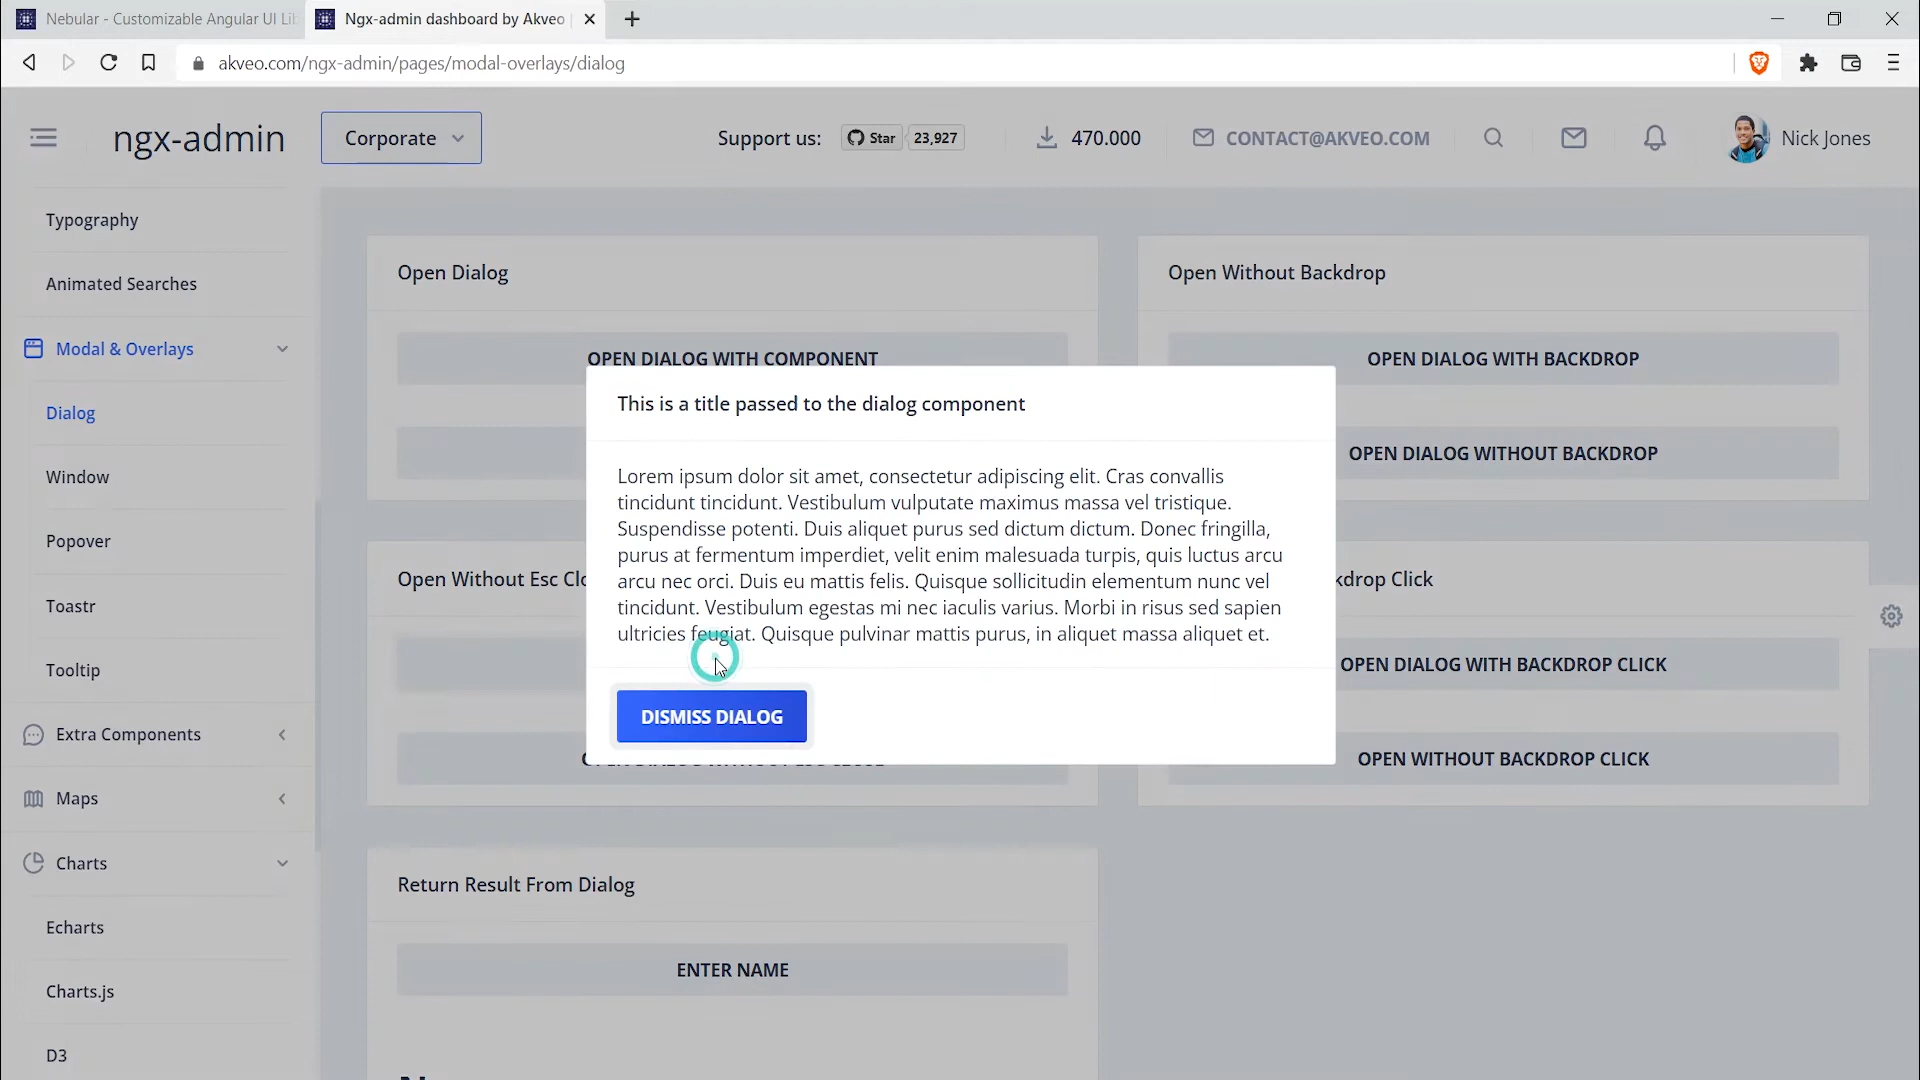 Nebular - Customizable Angular UI Lib
Ngx-admin dashboard by Akveo
akveo.com/ngx-admin/pages/modal-overlays/dialog
ngx-admin
Corporate
Support us:
Star
23,927
470.000
CONTACT@AKVEO.COM
Nick Jones
Typography
Animated Searches
Modal & Overlays
Dialog
Window
Popover
Toastr
Tooltip
Extra Components
Maps
Charts
Echarts
Charts.js
D3
Open Dialog
OPEN DIALOG WITH COMPONENT
Open Without Backdrop
OPEN DIALOG WITH BACKDROP
OPEN DIALOG WITHOUT BACKDROP
This is a title passed to the dialog component
Lorem ipsum dolor sit amet, consectetur adipiscing elit. Cras convallis
tincidunt tincidunt. Vestibulum vulputate maximus massa vel tristique.
Suspendisse potenti. Duis aliquet purus sed dictum dictum. Donec fringilla,
purus at fermentum imperdiet, velit enim malesuada turpis, quis luctus arcu
arcu nec orci. Duis eu mattis felis. Quisque sollicitudin elementum nunc vel
tincidunt. Vestibulum egestas mi nec iaculis varius. Morbi in risus sed sapien
ultricies feugiat. Quisque pulvinar mattis purus, in aliquet massa aliquet et.
DISMISS DIALOG
Open Without Esc Clo
kdrop Click
OPEN DIALOG WITH BACKDROP CLICK
OPEN WITHOUT BACKDROP CLICK
Return Result From Dialog
ENTER NAME